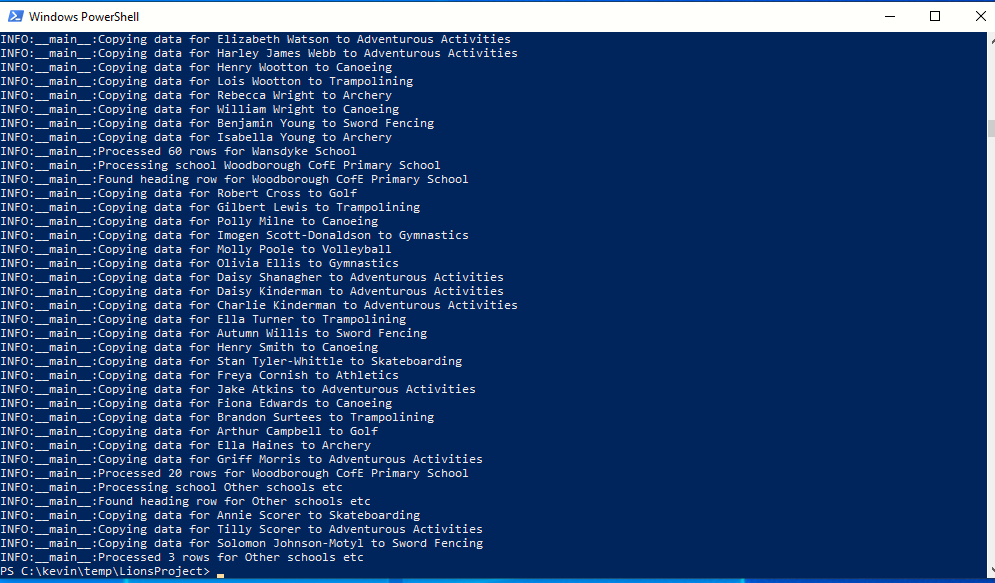 Windows PowerShell
INFO:__main__:Copying data for Elizabeth Watson to Adventurous Activities
INFO:__main__:Copying data for Harley James Webb to Adventurous Activities
INFO:__main__:Copying data for Henry Wootton to Canoeing
INFO:__main__:Copying data for Lois Wootton to Trampolining
INFO:__main__:Copying data for Rebecca Wright to Archery
INFO:__main__:Copying data for William Wright to Canoeing
INFO:__main__:Copying data for Benjamin Young to Sword Fencing
INFO:__main__:Copying data for Isabella Young to Archery
INFO:__main__:Processed 60 rows for Wansdyke School
INFO:__main__:Processing school Woodborough CofE Primary School
INFO:__main__:Found heading row for Woodborough CofE Primary School
INFO:__main__:Copying data for Robert Cross to Golf
INFO:__main__:Copying data for Gilbert Lewis to Trampolining
INFO:__main__:Copying data for Polly Milne to Canoeing
INFO:__main__:Copying data for Imogen Scott-Donaldson to Gymnastics
INFO:__main__:Copying data for Molly Poole to Volleyball
INFO:__main__:Copying data for Olivia Ellis to Gymnastics
INFO:__main__:Copying data for Daisy Shanagher to Adventurous Activities
INFO:__main__:Copying data for Daisy Kinderman to Adventurous Activities
INFO:__main__:Copying data for Charlie Kinderman to Adventurous Activities
INFO:__main__:Copying data for Ella Turner to Trampolining
INFO:__main__:Copying data for Autumn Willis to Sword Fencing
INFO:__main__:Copying data for Henry Smith to Canoeing
INFO:__main__:Copying data for Stan Tyler-Whittle to Skateboarding
INFO:__main__:Copying data for Freya Cornish to Athletics
INFO:__main__:Copying data for Jake Atkins to Adventurous Activities
INFO:__main__:Copying data for Fiona Edwards to Canoeing
INFO:__main__:Copying data for Brandon Surtees to Trampolining
INFO:__main__:Copying data for Arthur Campbell to Golf
INFO:__main__:Copying data for Ella Haines to Archery
INFO:__main__:Copying data for Griff Morris to Adventurous Activities
INFO:__main__:Processed 20 rows for Woodborough CofE Primary School
INFO:__main__:Processing school Other schools etc
INFO:__main__:Found heading row for Other schools etc
INFO:__main__:Copying data for Annie Scorer to Skateboarding
INFO:__main__:Copying data for Tilly Scorer to Adventurous Activities
INFO:__main__:Copying data for Solomon Johnson-Motyl to Sword Fencing
INFO:__main__:Processed 3 rows for Other schools etc
PS C:\kevin\temp\LionsProject>